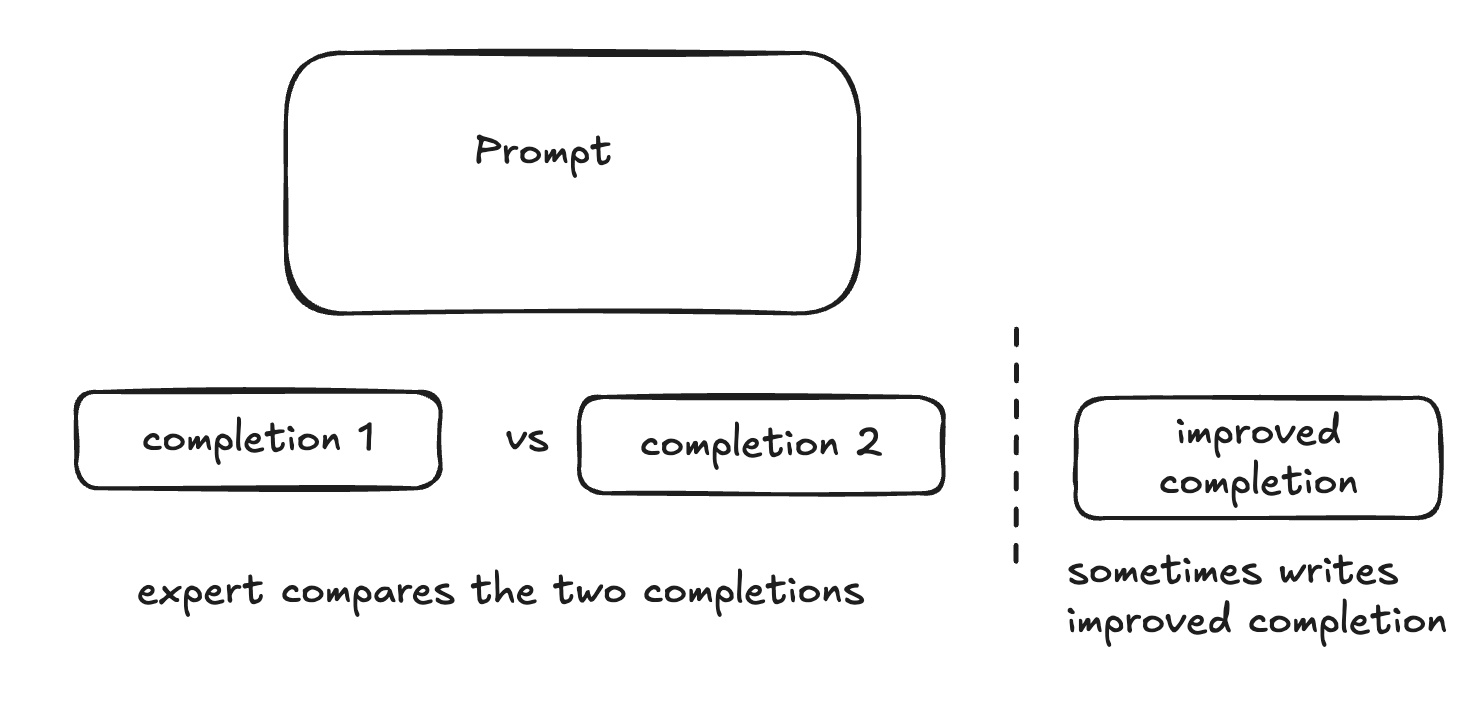 Prompt
completion 1
vs
completion 2
improved
completion
expert compares the two completions
sometimes writes
improved completion